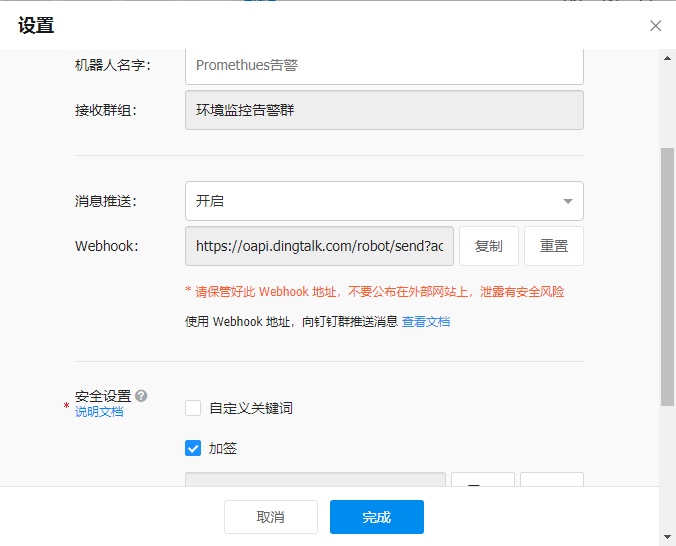 设置
机器人名字：
Promethues告警
接收群组：
环境监控告警群
消息推送：
开启
Webhook：
https://oapi.dingtalk.com/robot/send?ac
复制
重置
* 请保管好此 Webhook 地址，不要公布在外部网站上，泄露有安全风险
使用 Webhook 地址，向钉钉群推送消息 查看文档
* 安全设置
说明文档
自定义关键词
加签
取消
完成